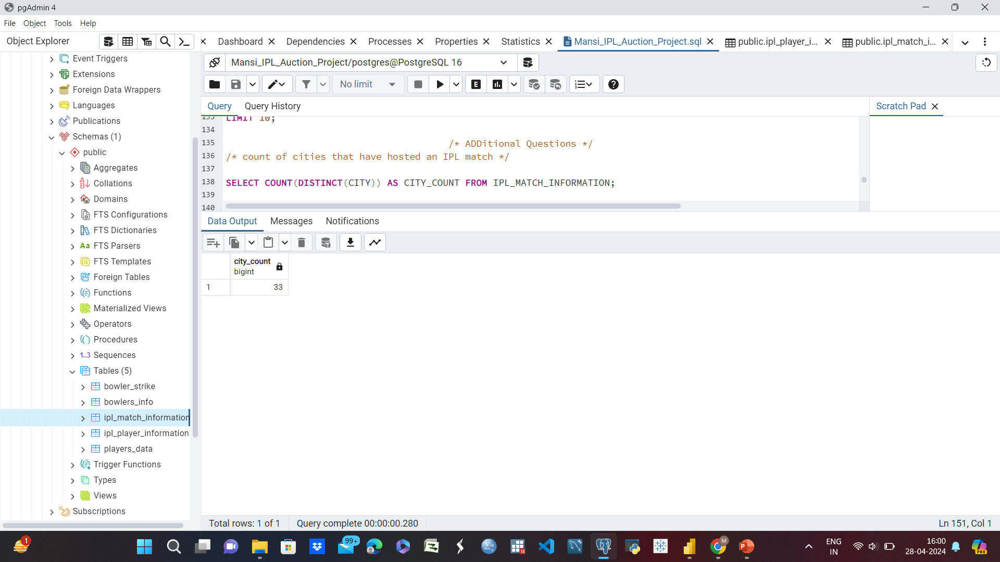 pgAdmin 4
File Object Tools Help
Object Explorer
Dashboard Dependencies Processes Properties Statistics Mansi_IPL_Auction_Project.sql public.ipl_player_i... public.ipl_match_i...
Mansi_IPL_Auction_Project/postgres@PostgreSQL 16
No limit
E
Query Query History
Scratch Pad
Event Triggers
Extensions
Foreign Data Wrappers
Languages
Publications
Schemas (1)
public
Aggregates
Collations
Domains
FTS Configurations
FTS Dictionaries
Aa FTS Parsers
FTS Templates
Foreign Tables
Functions
Materialized Views
Operators
Procedures
1..3 Sequences
Tables (5)
bowler_strike
bowlers_info
ipl_match_information
ipl_player_information
players_data
Trigger Functions
Types
Views
Subscriptions
133 LIMIT 10;
134
135 /* ADDitional Questions */
136 /* count of cities that have hosted an IPL match */
137
138 SELECT COUNT(DISTINCT(CITY)) AS CITY_COUNT FROM IPL_MATCH_INFORMATION;
139
140
Data Output Messages Notifications
city_count
bigint
1 33
Total rows: 1 of 1 Query complete 00:00:00.280 Ln 151, Col 1
1
99+
15
M
P
ENG
IN
16:00
28-04-2024
PRE